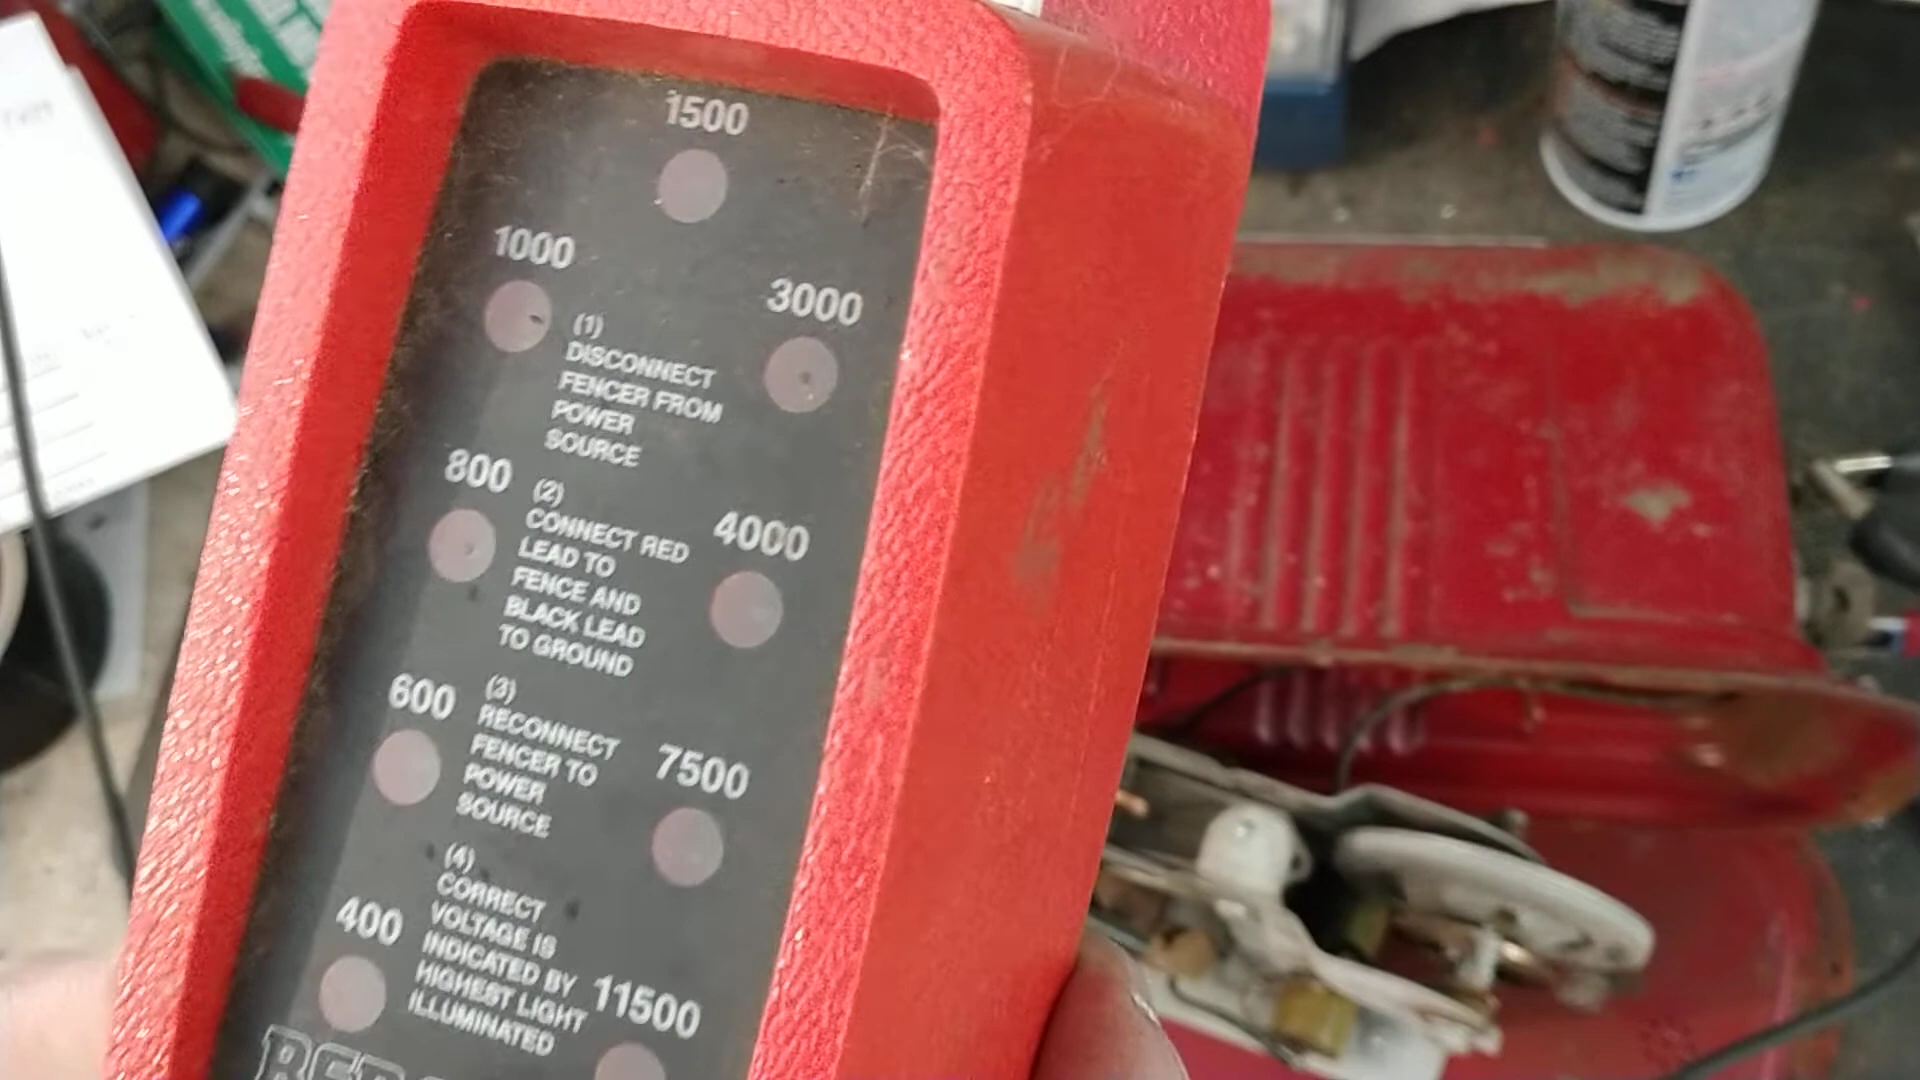 1500
1000
3000
(1)
DISCONNECT
FENCER FROM
POWER
SOURCE
800
4000
(2)
CONNECT RED
LEAD TO
FENCE AND
BLACK LEAD
TO GROUND
600
7500
(3)
RECONNECT
FENCER TO
POWER
SOURCE
400
11500
(4)
CORRECT
VOLTAGE IS
INDICATED BY
HIGHEST LIGHT
ILLUMINATED